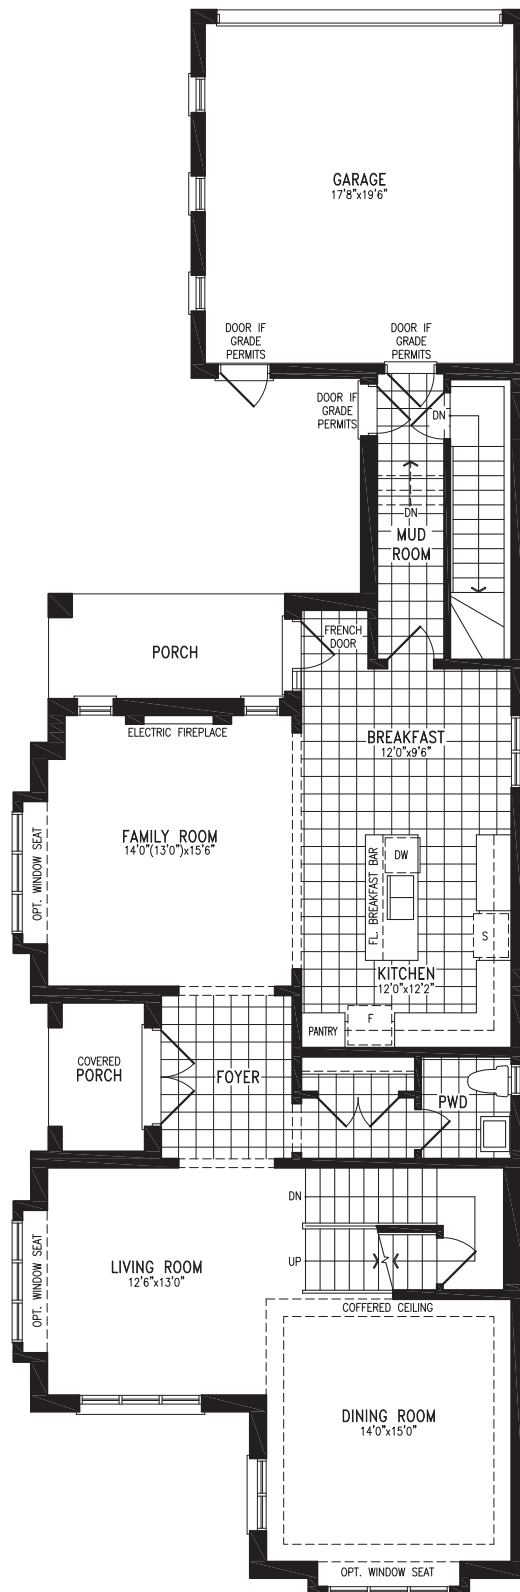 GARAGE
17'8"x19'6"
DOOR IF
GRADE
PERMITS
DOOR IF
GRADE
PERMITS
DOOR IF
GRADE
PERMITS
DN
DN
MUD
ROOM
FRENCH
DOOR
PORCH
ELECTRIC FIREPLACE
BREAKFAST
12'0"x9'6"
FAMILY ROOM
14'0"(13'0")x15'6"
OPT. WINDOW SEAT
FL. BREAKFAST BAR
DW
S
KITCHEN
12'0"x12'2"
F
PANTRY
COVERED
PORCH
FOYER
PWD
DN
UP
LIVING ROOM
12'6"x13'0"
OPT. WINDOW SEAT
COFFERED CEILING
DINING ROOM
14'0"x15'0"
OPT. WINDOW SEAT